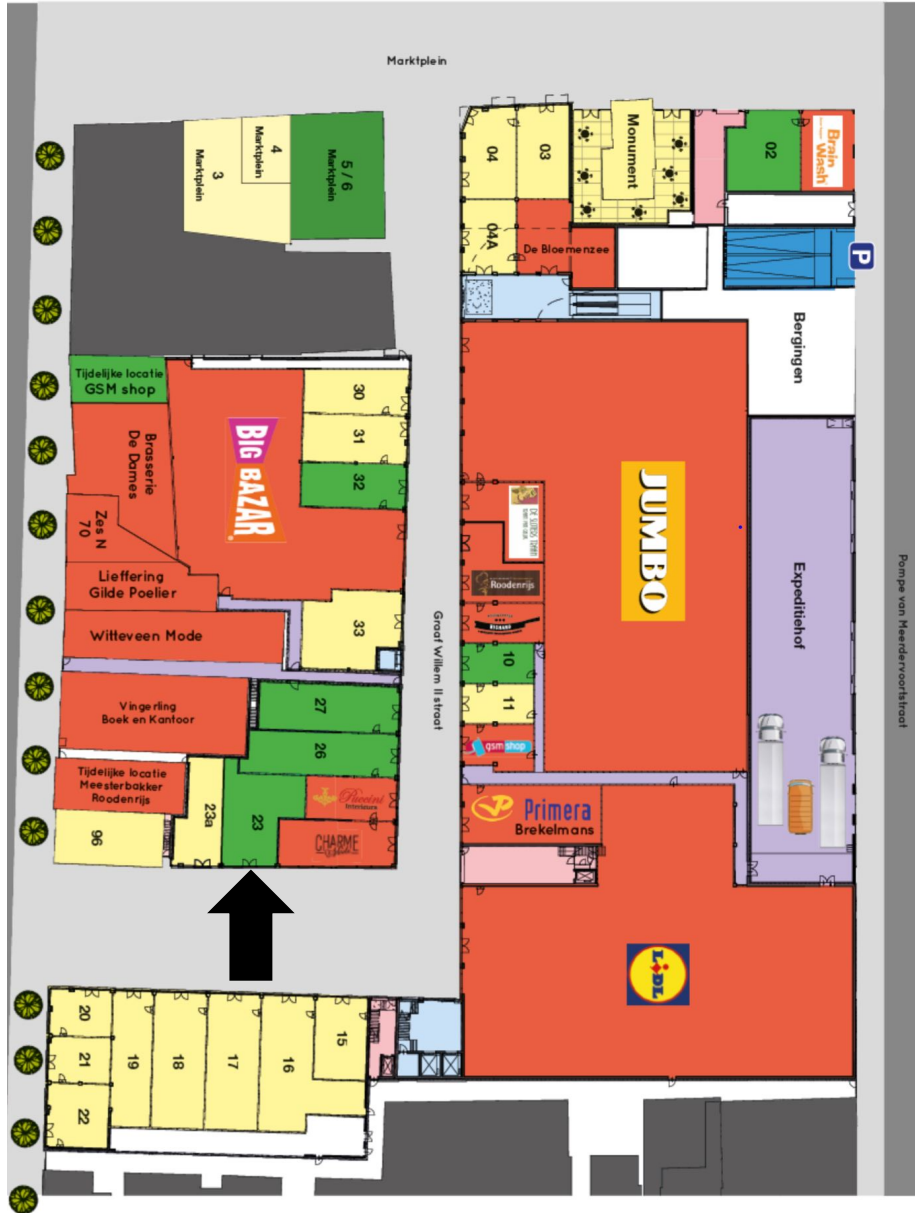 Marktplein
3
Marktplein
4
Marktplein
5 / 6
Marktplein
04
03
04A
Monument
02
Brain
Wash
P
De Bloemenzee
Bergingen
Tijdelijke locatie
GSM shop
Brasserie
De Dames
Zes N
70
BIG
BAZAR
30
31
32
33
Lieffering
Gilde Poelier
Witteveen Mode
Graaf Willem II straat
Roodenrijs
10
11
gsm shop
JUMBO
Expeditiehof
Pompe van Meerdervoortstraat
Vingerling
Boek en Kantoor
27
26
Tijdelijke locatie
Meesterbakker
Roodenrijs
96
23a
23
Puccini
CHARME
Primera
Brekelmans
LIDL
20
21
22
19
18
17
16
15